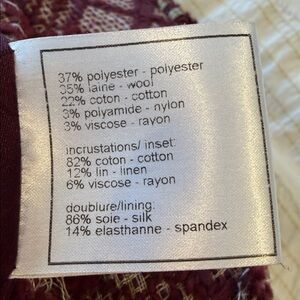 37% polyester - polyester
35% laine - wool
22% coton - cotton
3% polyamide - nylon
3% viscose - rayon
incrustations/ inset:
82% coton - cotton
12% lin - linen
6% viscose - rayon
doublure/lining:
86% soie - silk
14% elasthanne - spandex